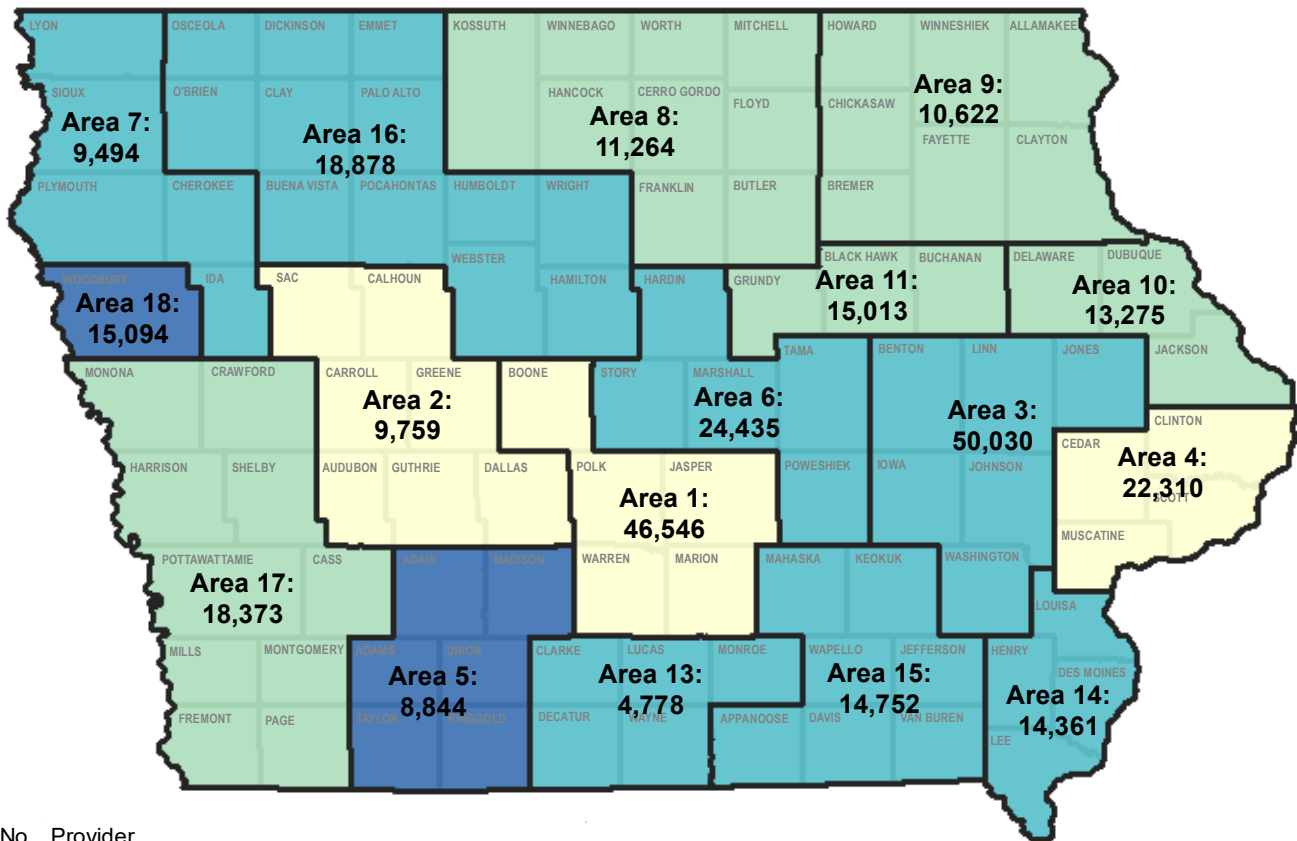 LYON OSCEOLA DICKINSON EMMET KOSSUTH WINNEBAGO WORTH MITCHELL HOWARD WINNESHIEK ALLAMAKEE
SIOUX O'BRIEN CLAY PALO ALTO HANCOCK CERRO GORDO FLOYD CHICKASAW
Area 7:
9,494
Area 16:
18,878
Area 8:
11,264
Area 9:
10,622
FAYETTE CLAYTON
PLYMOUTH CHEROKEE BUENA VISTA POCAHONTAS HUMBOLDT WRIGHT FRANKLIN BUTLER BREMER
WOODBURY IDA SAC CALHOUN WEBSTER HAMILTON HARDIN GRUNDY BLACK HAWK BUCHANAN DELAWARE DUBUQUE
Area 18:
15,094
Area 11:
15,013
Area 10:
13,275
MONONA CRAWFORD CARROLL GREENE BOONE STORY MARSHALL TAMA BENTON LINN JONES JACKSON
Area 2:
9,759
Area 6:
24,435
Area 3:
50,030
CLINTON
CEDAR
Area 4:
22,310
SCOTT
HARRISON SHELBY AUDUBON GUTHRIE DALLAS POLK JASPER POWESHIEK IOWA JOHNSON
Area 1:
46,546
MUSCATINE
POTTAWATTAMIE CASS ADAIR MADISON WARREN MARION MAHASKA KEOKUK WASHINGTON
Area 17:
18,373
LOUISA
MILLS MONTGOMERY ADAMS UNION CLARKE LUCAS MONROE WAPELLO JEFFERSON HENRY
DES MOINES
Area 5:
8,844
Area 13:
4,778
Area 15:
14,752
Area 14:
14,361
FREMONT PAGE TAYLOR RINGGOLD DECATUR WAYNE APPANOOSE DAVIS VAN BUREN
LEE
No Provider